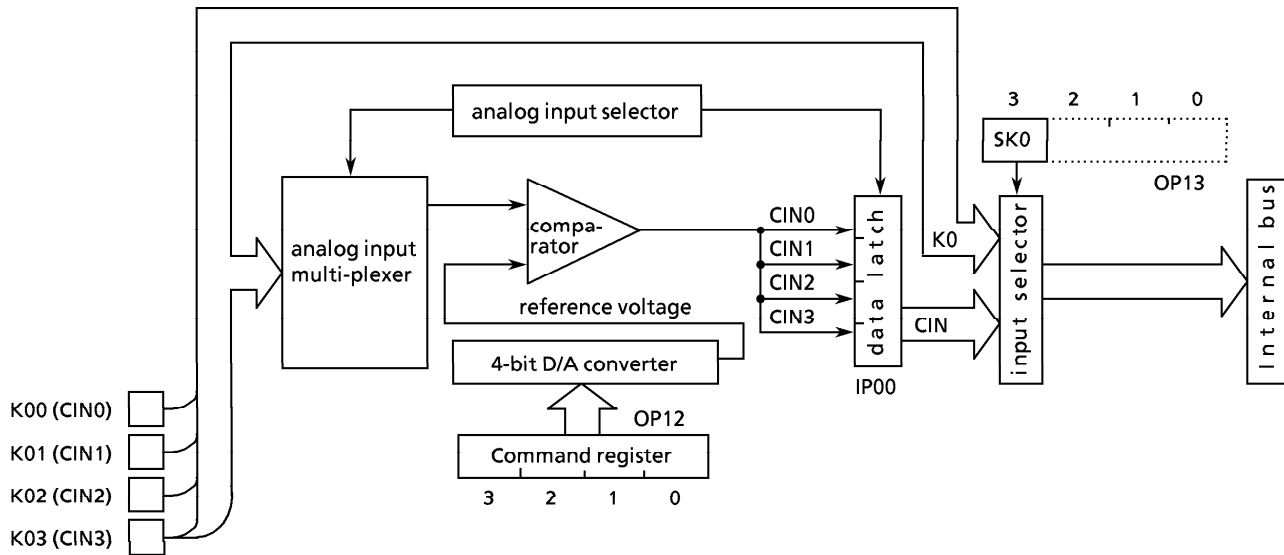 analog input selector
3 2 1 0
SK0
OP13
analog input
multi-plexer
compa-
rator
CIN0
CIN1
CIN2
CIN3
data latch
IP00
K0
CIN
input selector
Internal bus
reference voltage
4-bit D/A converter
OP12
Command register
3 2 1 0
K00 (CIN0)
K01 (CIN1)
K02 (CIN2)
K03 (CIN3)